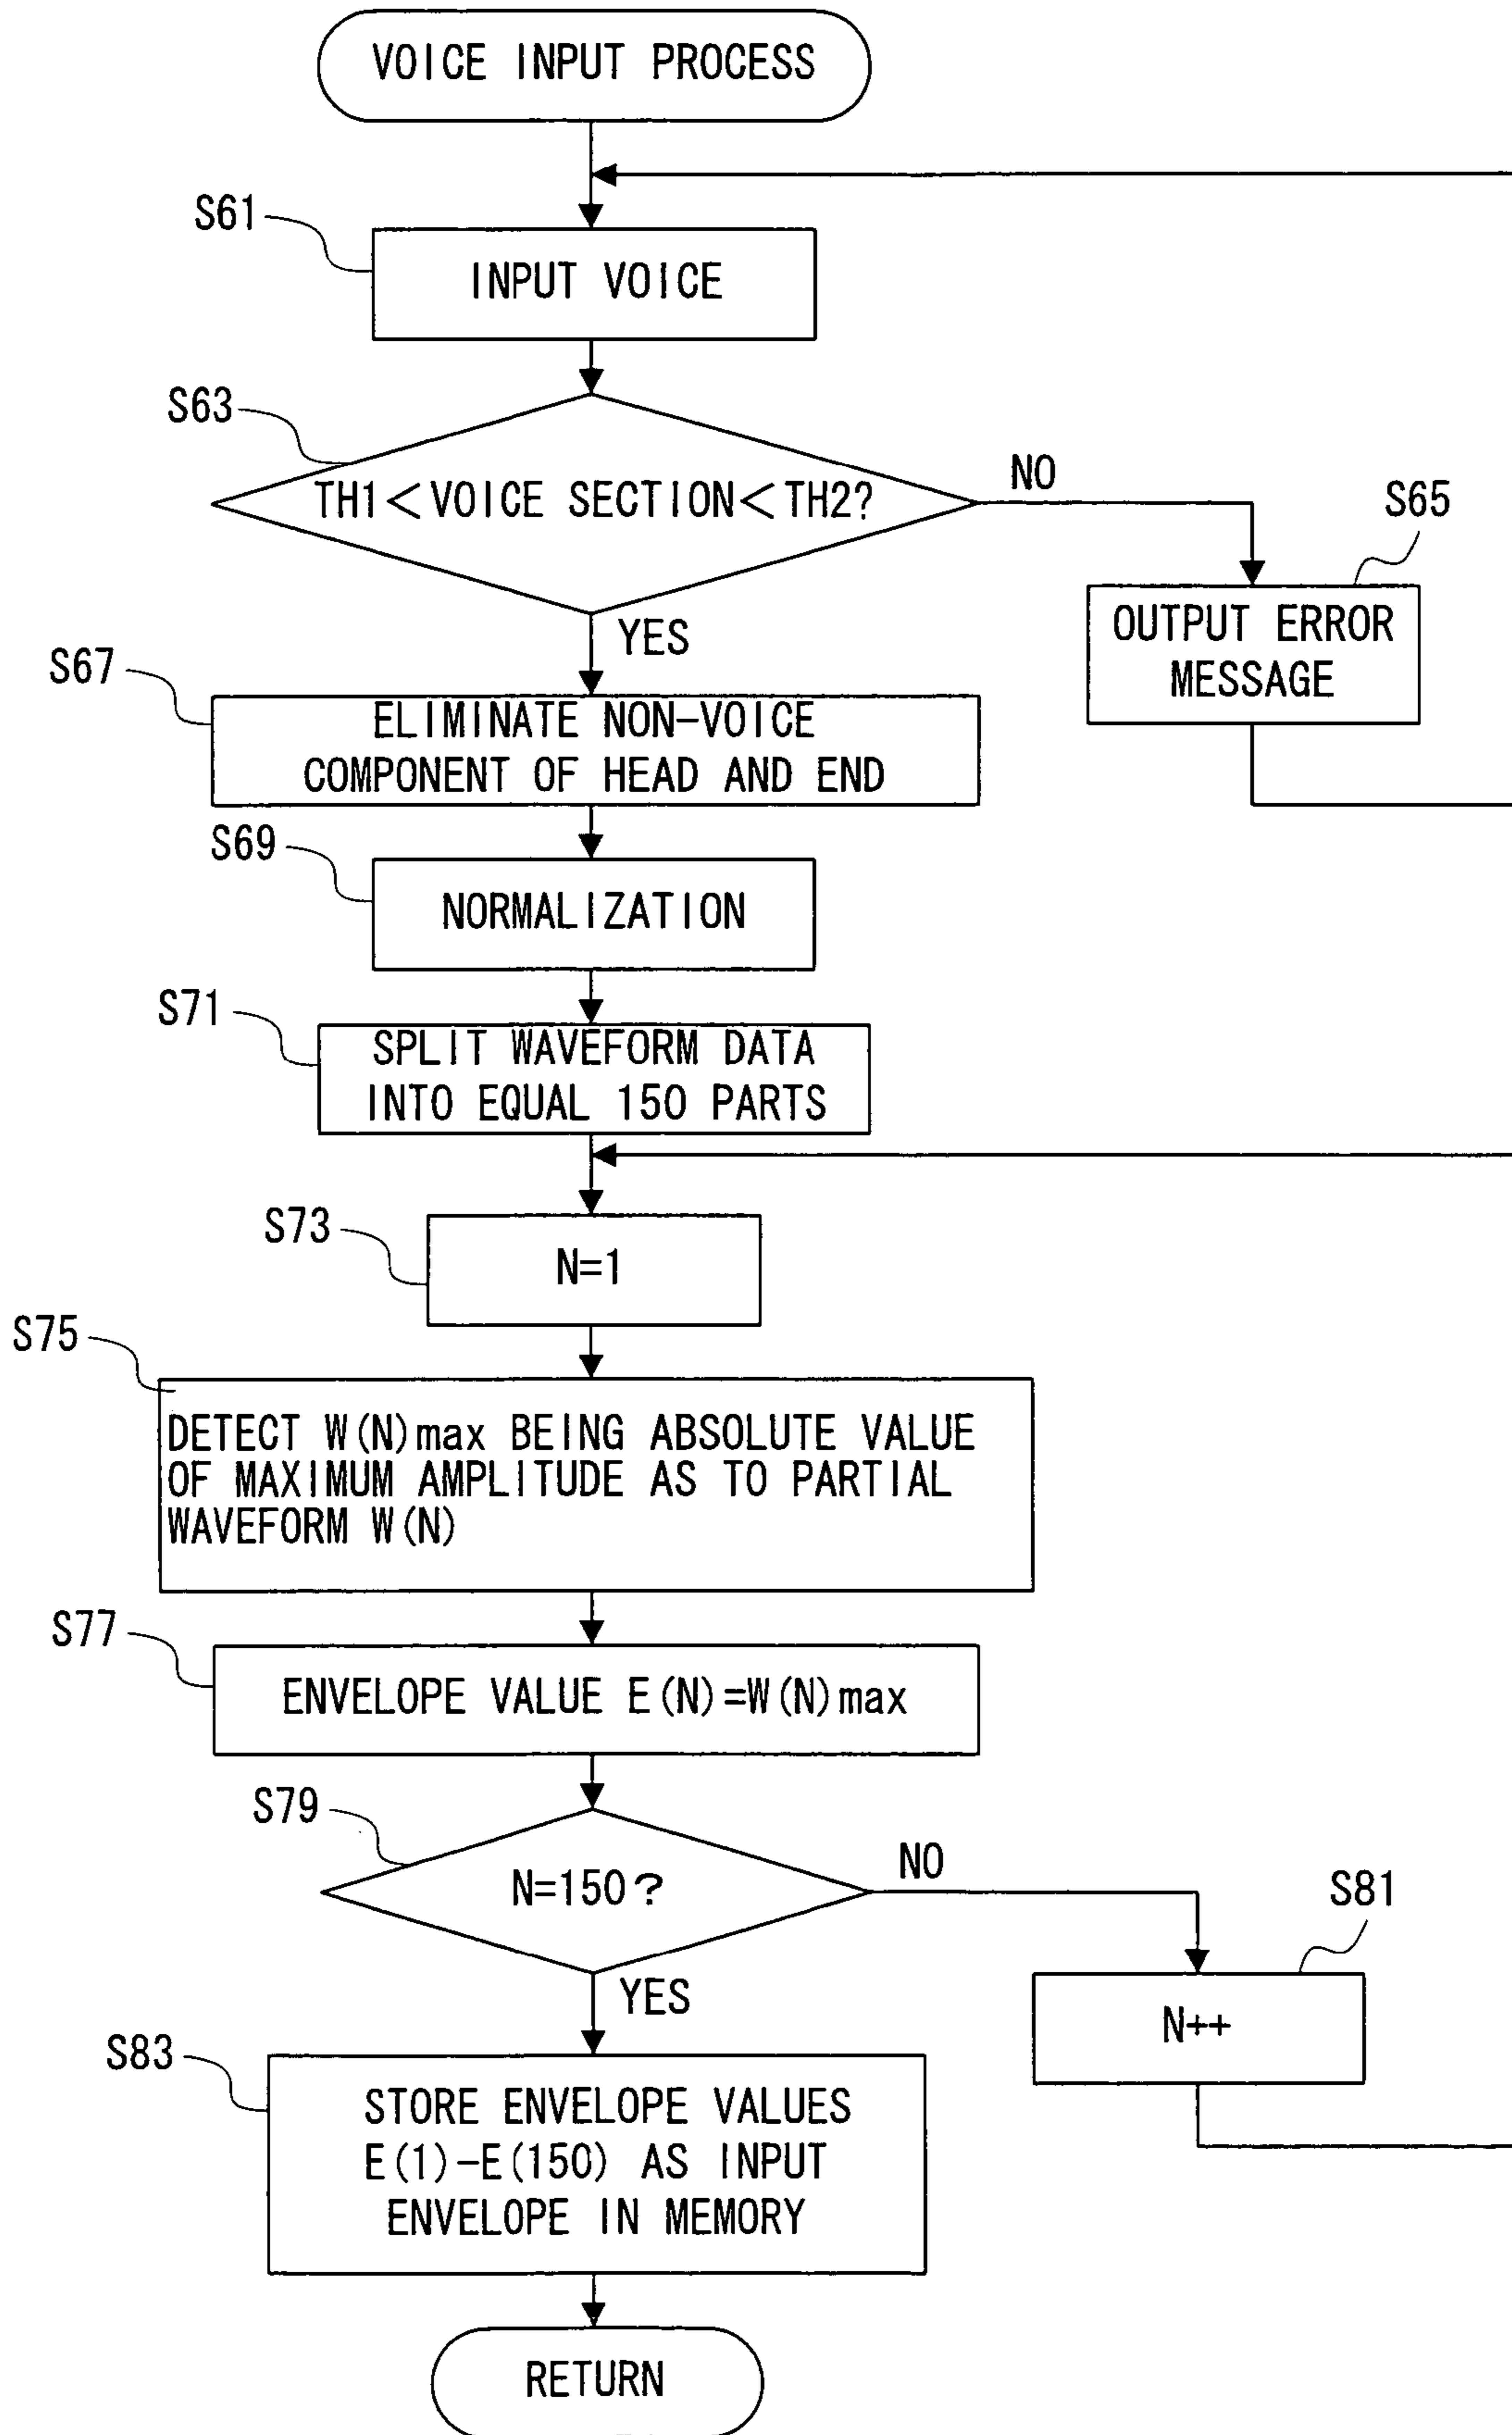 VOICE INPUT PROCESS
S61
INPUT VOICE
S63
TH1<VOICE SECTION<TH2?
NO
S65
OUTPUT ERROR
MESSAGE
YES
S67
ELIMINATE NON-VOICE
COMPONENT OF HEAD AND END
S69
NORMALIZATION
S71
SPLIT WAVEFORM DATA
INTO EQUAL 150 PARTS
S73
N=1
S75
DETECT W(N)max BEING ABSOLUTE VALUE
OF MAXIMUM AMPLITUDE AS TO PARTIAL
WAVEFORM W(N)
S77
ENVELOPE VALUE E(N)=W(N)max
S79
N=150?
NO
S81
N++
YES
S83
STORE ENVELOPE VALUES
E(1)-E(150) AS INPUT
ENVELOPE IN MEMORY
RETURN